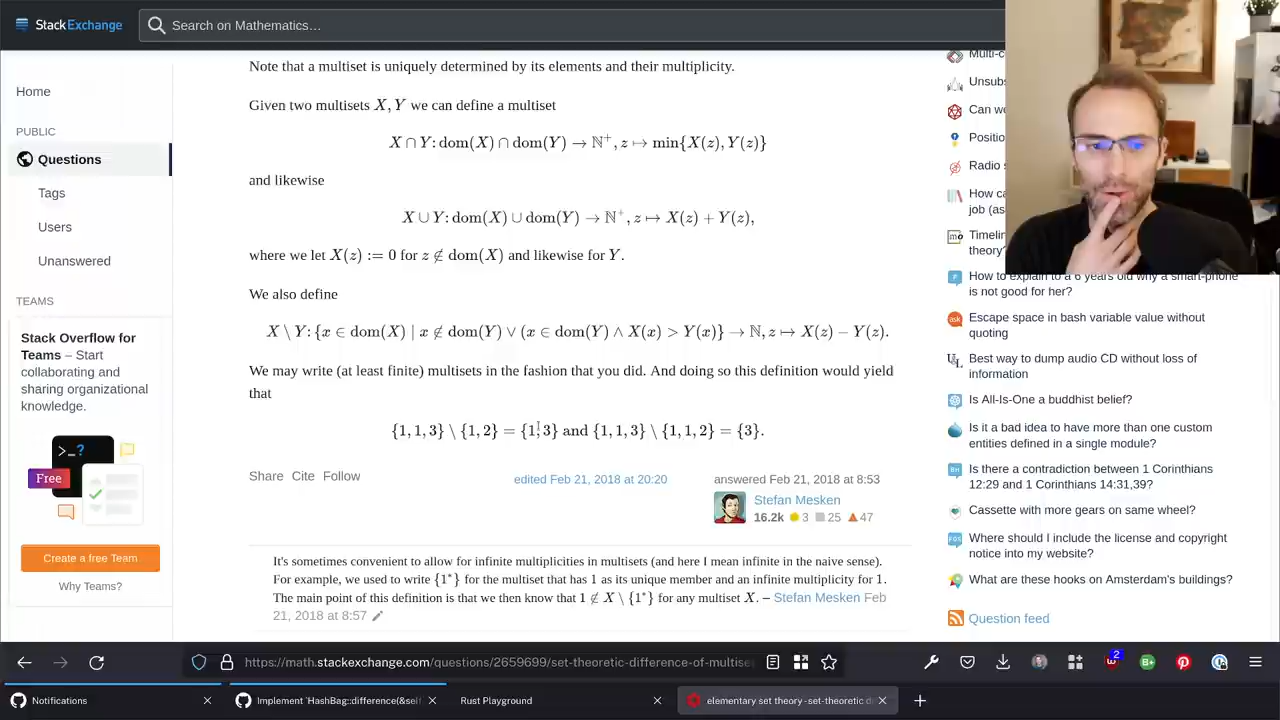 StackExchange
Search on Mathematics…
Home
PUBLIC
Questions
Tags
Users
Unanswered
TEAMS
Stack Overflow for
Teams – Start
collaborating and
sharing organizational
knowledge.
>_?
Free
Create a free Team
Why Teams?
Note that a multiset is uniquely determined by its elements and their multiplicity.
Given two multisets X, Y we can define a multiset
X ∩ Y: dom(X) ∩ dom(Y) → ℕ⁺, z ↦ min{X(z), Y(z)}
and likewise
X ∪ Y: dom(X) ∪ dom(Y) → ℕ⁺, z ↦ X(z) + Y(z),
where we let X(z) := 0 for z ∉ dom(X) and likewise for Y.
We also define
X \ Y: {x ∈ dom(X) | x ∉ dom(Y) ∨ (x ∈ dom(Y) ∧ X(x) > Y(x)} → ℕ, z ↦ X(z) − Y(z).
We may write (at least finite) multisets in the fashion that you did. And doing so this definition would yield
that
{1, 1, 3} \ {1, 2} = {1, 3} and {1, 1, 3} \ {1, 1, 2} = {3}.
Share Cite Follow
edited Feb 21, 2018 at 20:20
answered Feb 21, 2018 at 8:53
Stefan Mesken
16.2k 3 25 47
It's sometimes convenient to allow for infinite multiplicities in multisets (and here I mean infinite in the naive sense).
For example, we used to write {1*} for the multiset that has 1 as its unique member and an infinite multiplicity for 1.
The main point of this definition is that we then know that 1 ∉ X \ {1*} for any multiset X. – Stefan Mesken Feb
21, 2018 at 8:57
Multi-c
Unsubs
Can we
Positio
Radio s
How ca
job (as
Timelin
theory?
How to explain to a 6 years old why a smart-phone
is not good for her?
Escape space in bash variable value without
quoting
Best way to dump audio CD without loss of
information
Is All-Is-One a buddhist belief?
Is it a bad idea to have more than one custom
entities defined in a single module?
Is there a contradiction between 1 Corinthians
12:29 and 1 Corinthians 14:31,39?
Cassette with more gears on same wheel?
Where should I include the license and copyright
notice into my website?
What are these hooks on Amsterdam's buildings?
Question feed
https://math.stackexchange.com/questions/2659699/set-theoretic-difference-of-multise
2
Notifications
Implement `HashBag::difference(&self
Rust Playground
elementary set theory - set-theoretic d